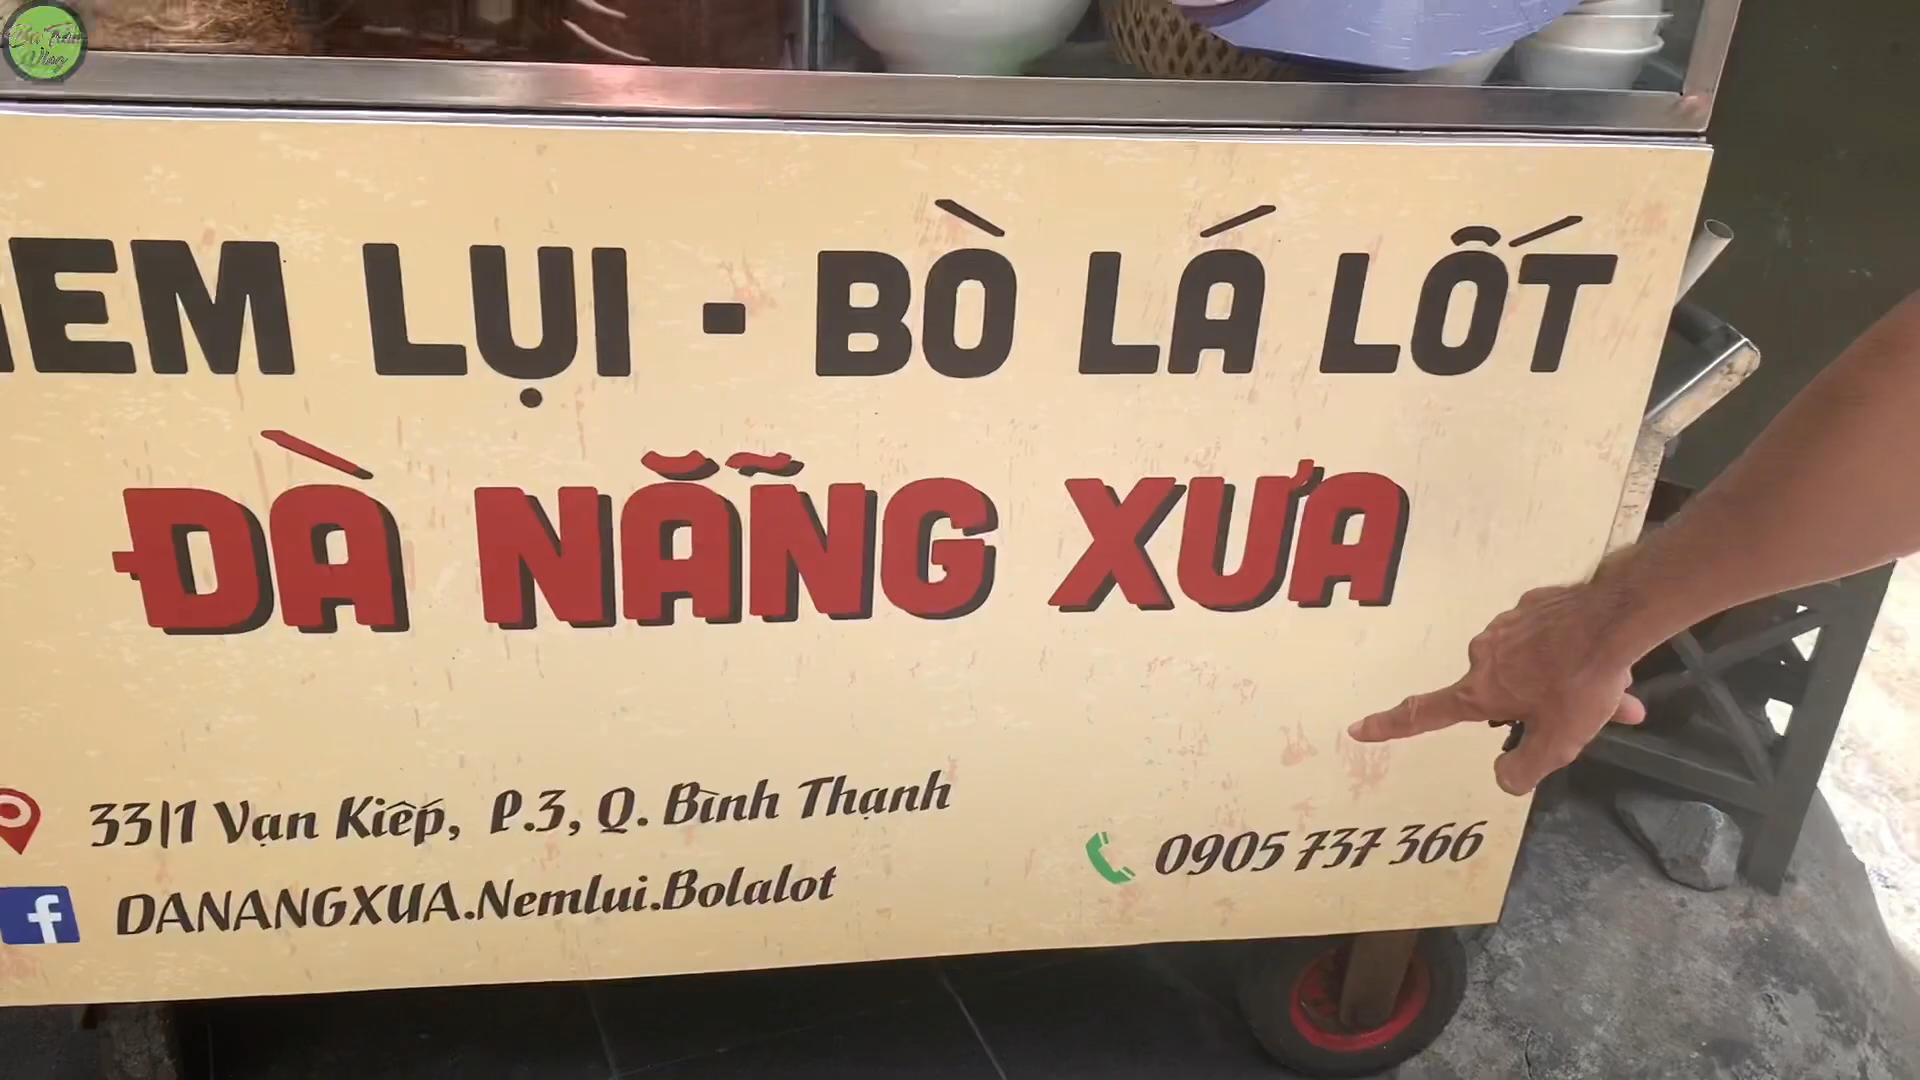 NEM LỤI - BÒ LÁ LỐT
ĐÀ NẴNG XƯA
33|1 Vạn Kiếp, P.3, Q. Bình Thạnh
0905 737 366
DANANGXUA.Nemlui.Bolalot